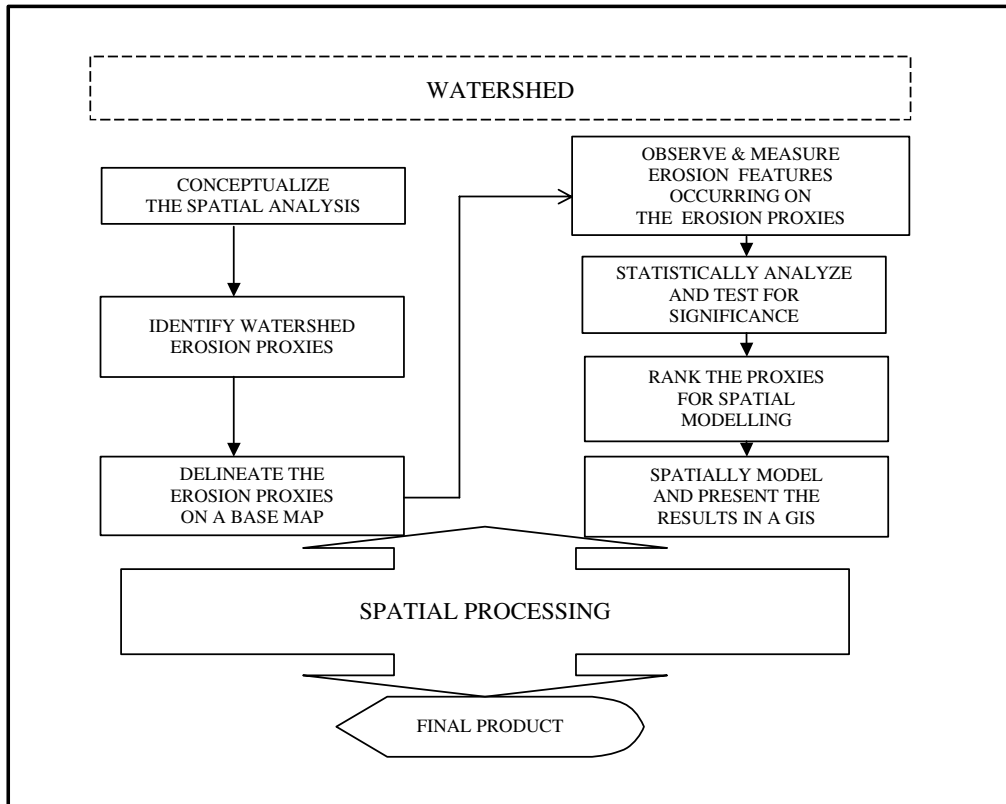 WATERSHED
CONCEPTUALIZE
THE SPATIAL ANALYSIS
IDENTIFY WATERSHED
EROSION PROXIES
DELINEATE THE
EROSION PROXIES
ON A BASE MAP
OBSERVE & MEASURE
EROSION FEATURES
OCCURRING ON
THE EROSION PROXIES
STATISTICALLY ANALYZE
AND TEST FOR
SIGNIFICANCE
RANK THE PROXIES
FOR SPATIAL
MODELLING
SPATIALLY MODEL
AND PRESENT THE
RESULTS IN A GIS
SPATIAL PROCESSING
FINAL PRODUCT